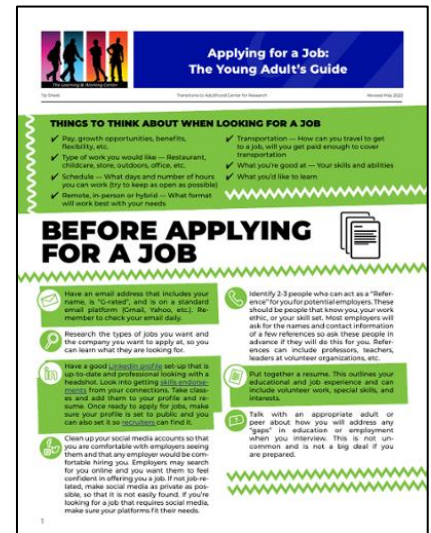 Applying for a Job:
The Young Adult's Guide
The Learning & Working Center
Tip Sheet
Transitions to Adulthood Center for Research
Revised May 2023
THINGS TO THINK ABOUT WHEN LOOKING FOR A JOB
✔ Pay, growth opportunities, benefits,
flexibility, etc.
✔ Type of work you would like — Restaurant,
childcare, store, outdoors, office, etc.
✔ Schedule — What days and number of hours
you can work (try to keep as open as possible)
✔ Remote, in-person or hybrid — What format
will work best with your needs
✔ Transportation — How can you travel to get
to a job, will you get paid enough to cover
transportation
✔ What you're good at — Your skills and abilities
✔ What you'd like to learn
BEFORE APPLYING
FOR A JOB
Have an email address that includes your
name, is "G-rated", and is on a standard
email platform (Gmail, Yahoo, etc.). Re-
member to check your email daily.
Research the types of jobs you want and
the company you want to apply at, so you
can learn what they are looking for.
Have a good LinkedIn profile set-up that is
up-to-date and professional looking with a
headshot. Look into getting skills endorse-
ments from your connections. Take class-
es and add them to your profile and re-
sume. Once ready to apply for jobs, make
sure your profile is set to public and you
can also set it so recruiters can find it.
Clean up your social media accounts so that
you are comfortable with employers seeing
them and that any employer would be com-
fortable hiring you. Employers may search
for you online and you want them to feel
confident in offering you a job. If not job-re-
lated, make social media as private as pos-
sible, so that it is not easily found. If you're
looking for a job that requires social media,
make sure your platforms fit their needs.
Identify 2-3 people who can act as a "Refer-
ence" for you for potential employers. These
should be people that know you, your work
ethic, or your skill set. Most employers will
ask for the names and contact information
of a few references so ask these people in
advance if they will do this for you. Refer-
ences can include professors, teachers,
leaders at volunteer organizations, etc.
Put together a resume. This outlines your
educational and job experience and can
include volunteer work, special skills, and
interests.
Talk with an appropriate adult or
peer about how you will address any
"gaps" in education or employment
when you interview. This is not un-
common and is not a big deal if you
are prepared.
1